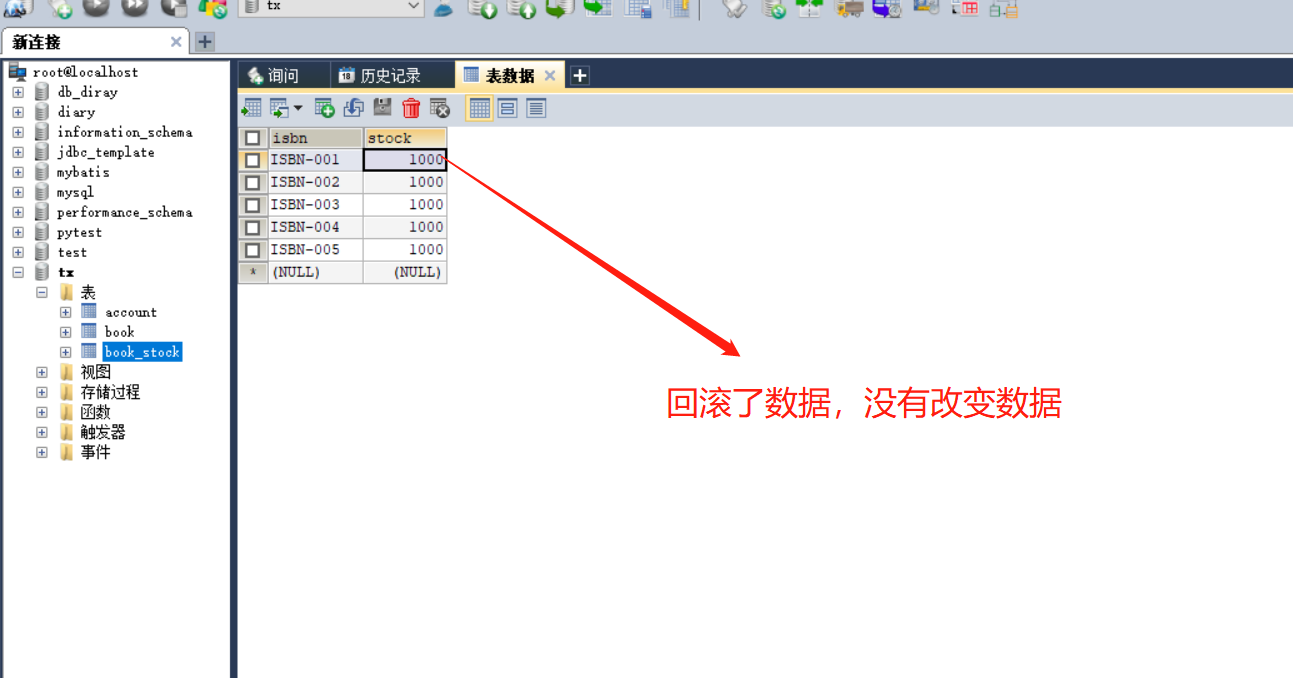 tx
新连接
root@localhost
db_diray
diary
information_schema
jdbc_template
mybatis
mysql
performance_schema
pytest
test
tx
表
account
book
book_stock
视图
存储过程
函数
触发器
事件
询问
历史记录
表数据
isbn stock
ISBN-001 1000
ISBN-002 1000
ISBN-003 1000
ISBN-004 1000
ISBN-005 1000
* (NULL) (NULL)
回滚了数据，没有改变数据